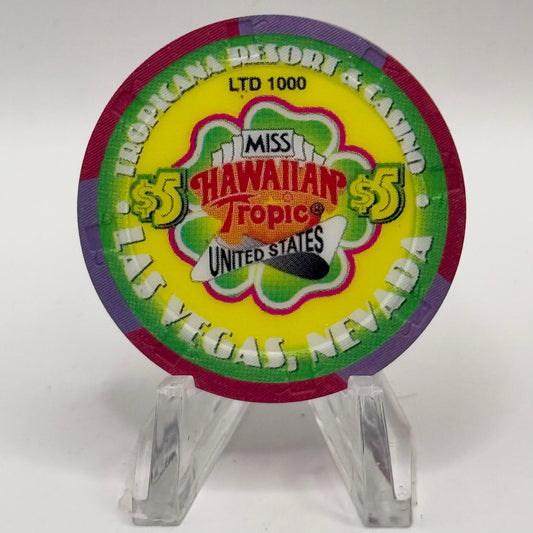 TROPICANA RESORT & CASINO
LTD 1000
MISS
HAWAIIAN
Tropic®
$5 $5
UNITED STATES
LAS VEGAS, NEVADA